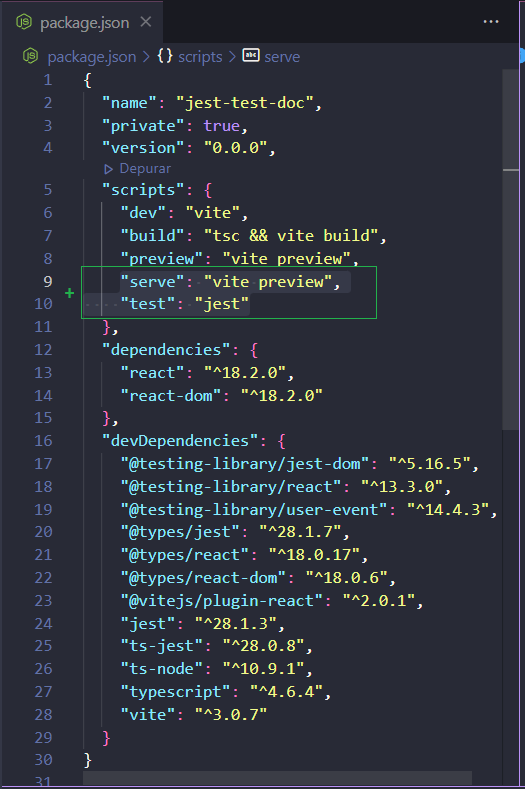 package.json
package.json > {} scripts > abc serve
1 {
2 "name": "jest-test-doc",
3 "private": true,
4 "version": "0.0.0",
Depurar
5 "scripts": {
6 "dev": "vite",
7 "build": "tsc && vite build",
8 "preview": "vite preview",
9 "serve": "vite preview",
10 "test": "jest"
11 },
12 "dependencies": {
13 "react": "^18.2.0",
14 "react-dom": "^18.2.0"
15 },
16 "devDependencies": {
17 "@testing-library/jest-dom": "^5.16.5",
18 "@testing-library/react": "^13.3.0",
19 "@testing-library/user-event": "^14.4.3",
20 "@types/jest": "^28.1.7",
21 "@types/react": "^18.0.17",
22 "@types/react-dom": "^18.0.6",
23 "@vitejs/plugin-react": "^2.0.1",
24 "jest": "^28.1.3",
25 "ts-jest": "^28.0.8",
26 "ts-node": "^10.9.1",
27 "typescript": "^4.6.4",
28 "vite": "^3.0.7"
29 }
30 }
31